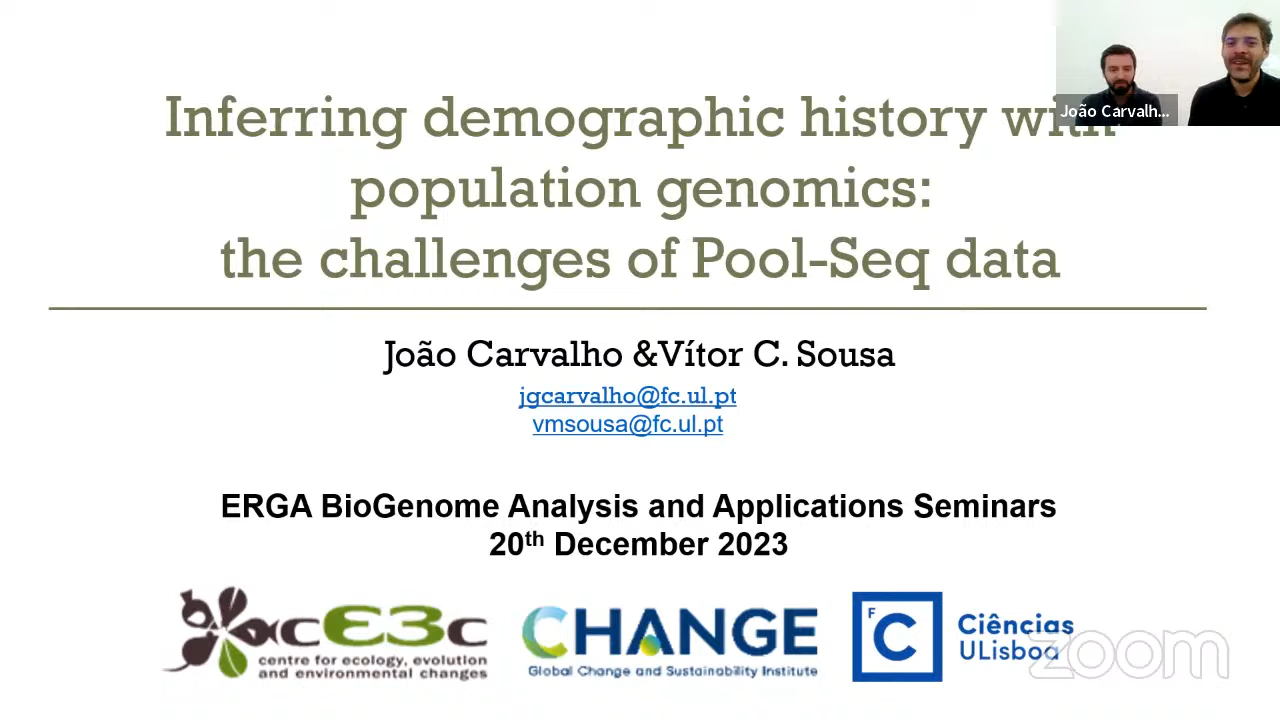 Inferring demographic history with
João Carvalh...
population genomics:
the challenges of Pool-Seq data
João Carvalho &Vítor C. Sousa
jgcarvalho@fc.ul.pt
vmsousa@fc.ul.pt
ERGA BioGenome Analysis and Applications Seminars
20th December 2023
cE3c
centre for ecology, evolution
and environmental changes
CHANGE
Global Change and Sustainability Institute
F
C
Ciências
ULisboa
zoom